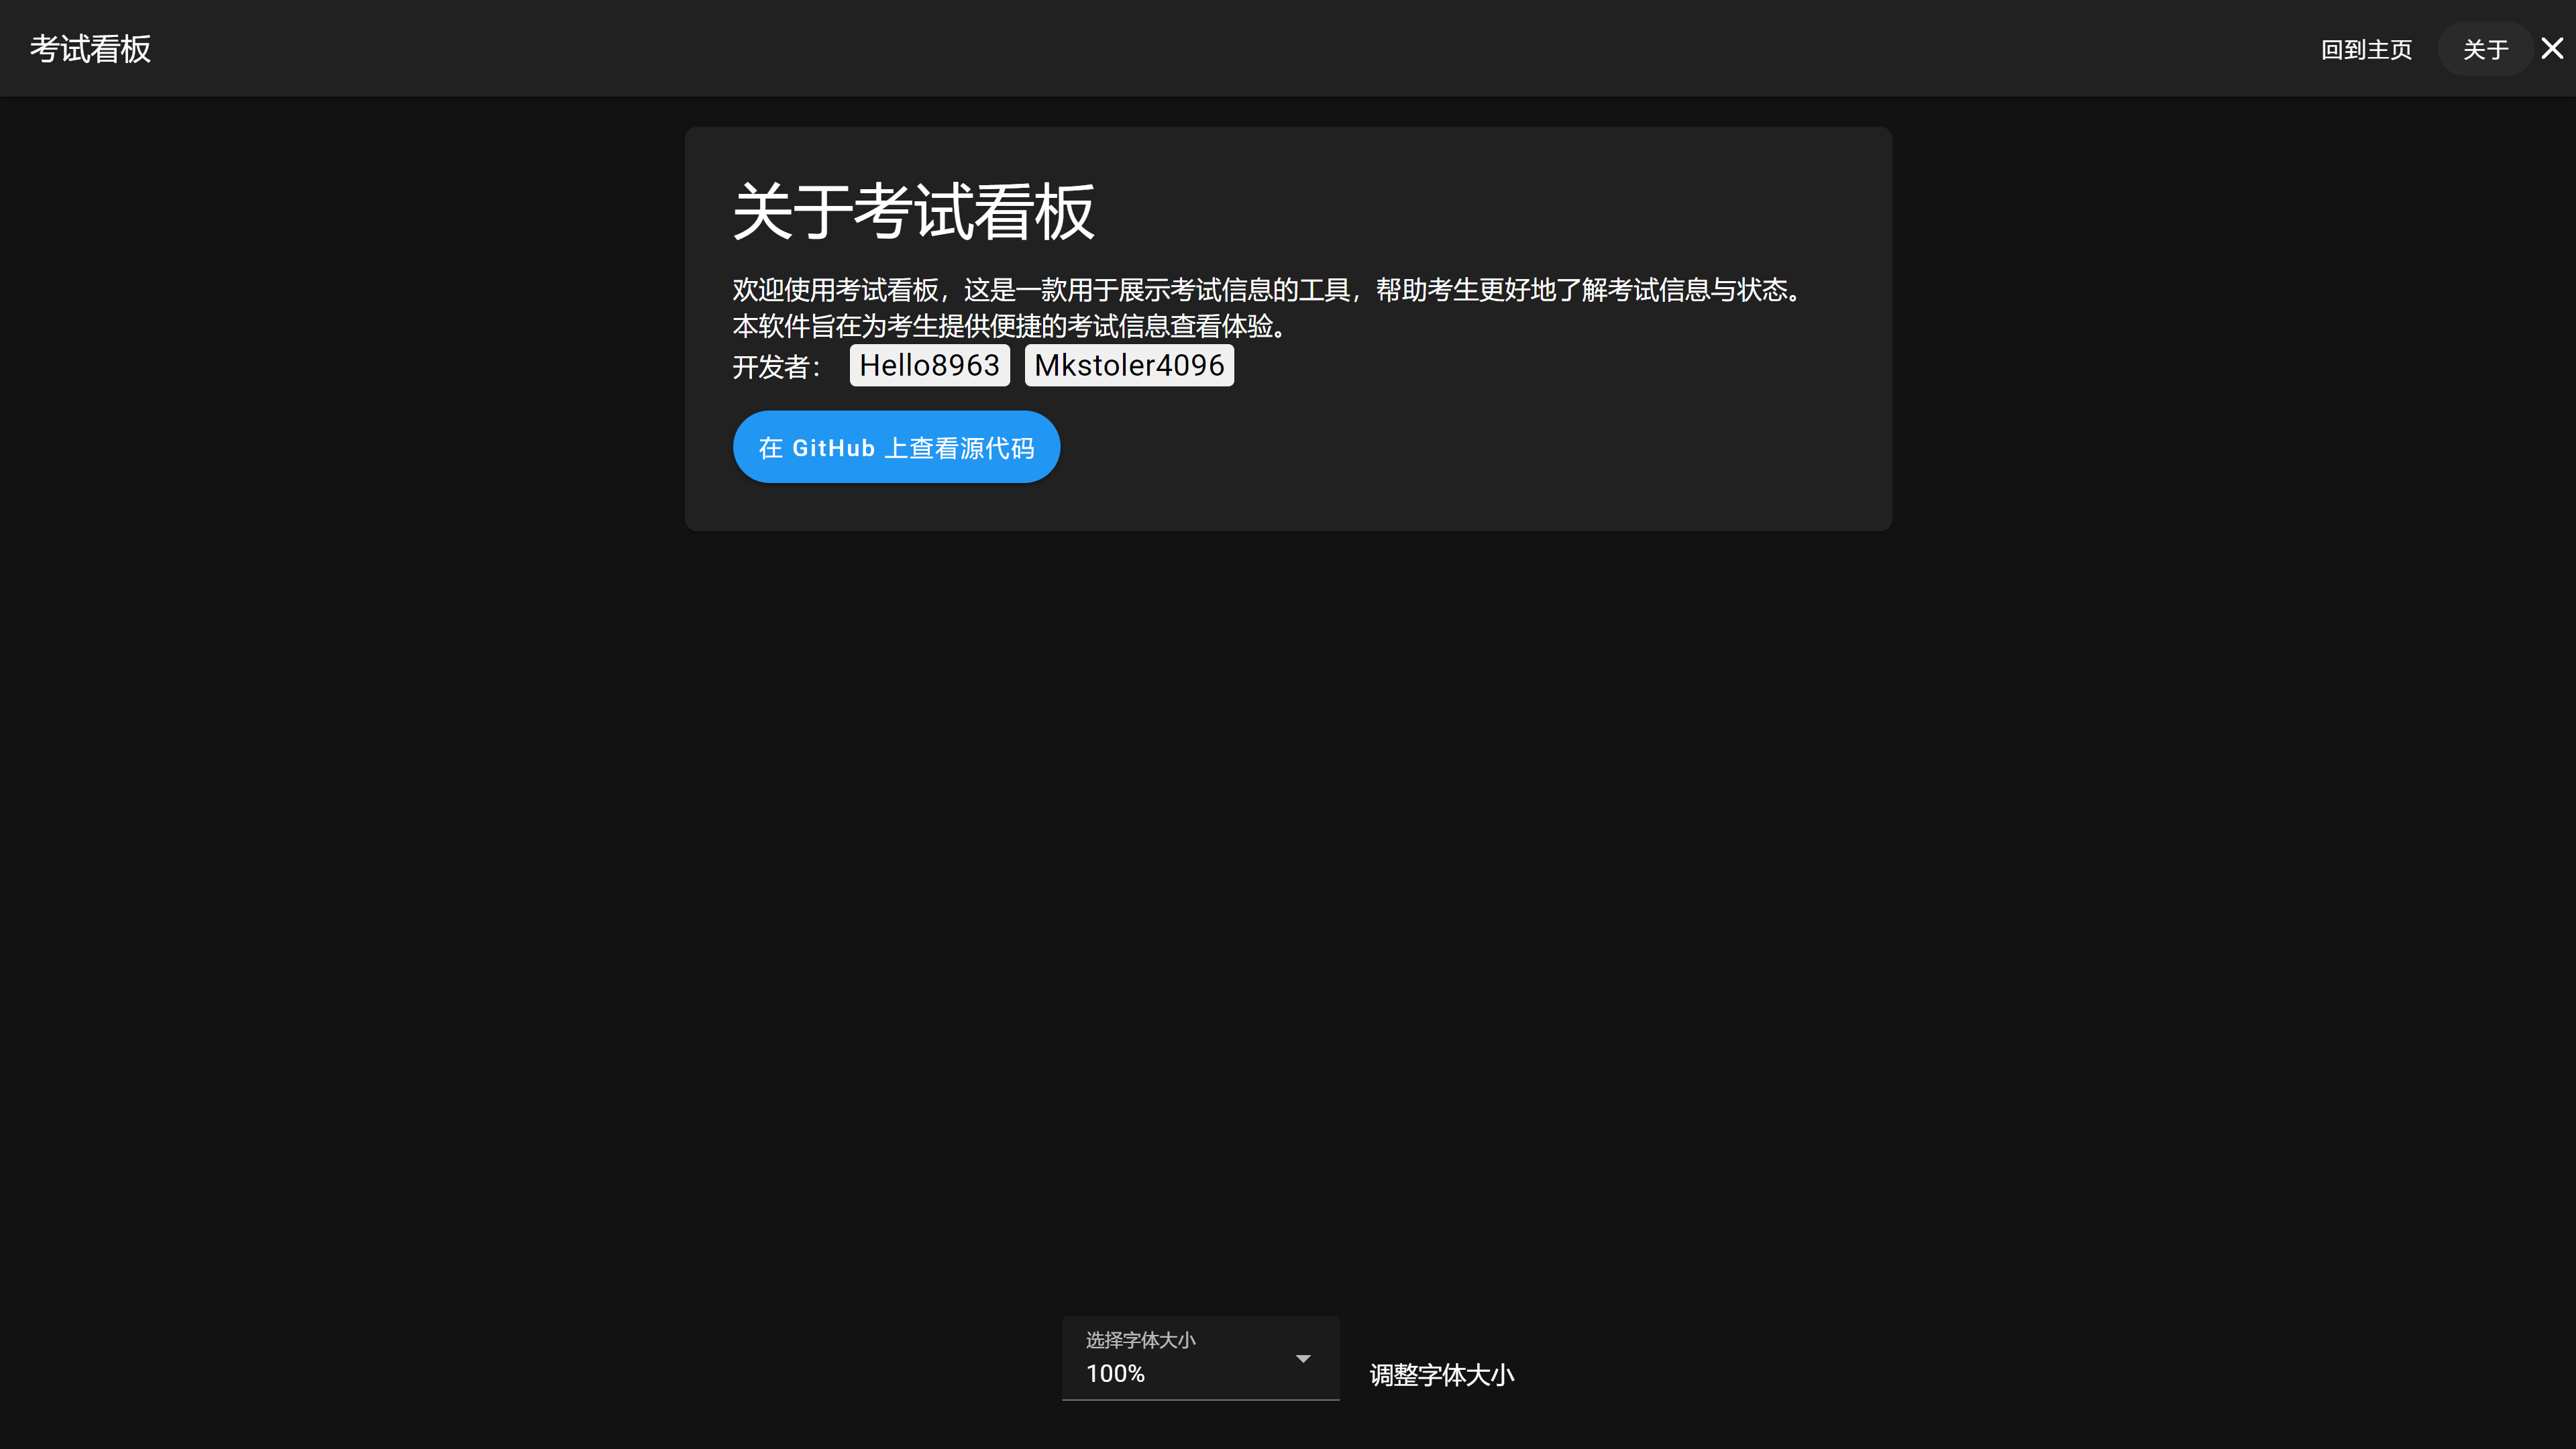 考试看板
回到主页
关于
关于考试看板
欢迎使用考试看板，这是一款用于展示考试信息的工具，帮助考生更好地了解考试信息与状态。
本软件旨在为考生提供便捷的考试信息查看体验。
开发者： Hello8963 Mkstoler4096
在 GitHub 上查看源代码
选择字体大小
100%
调整字体大小